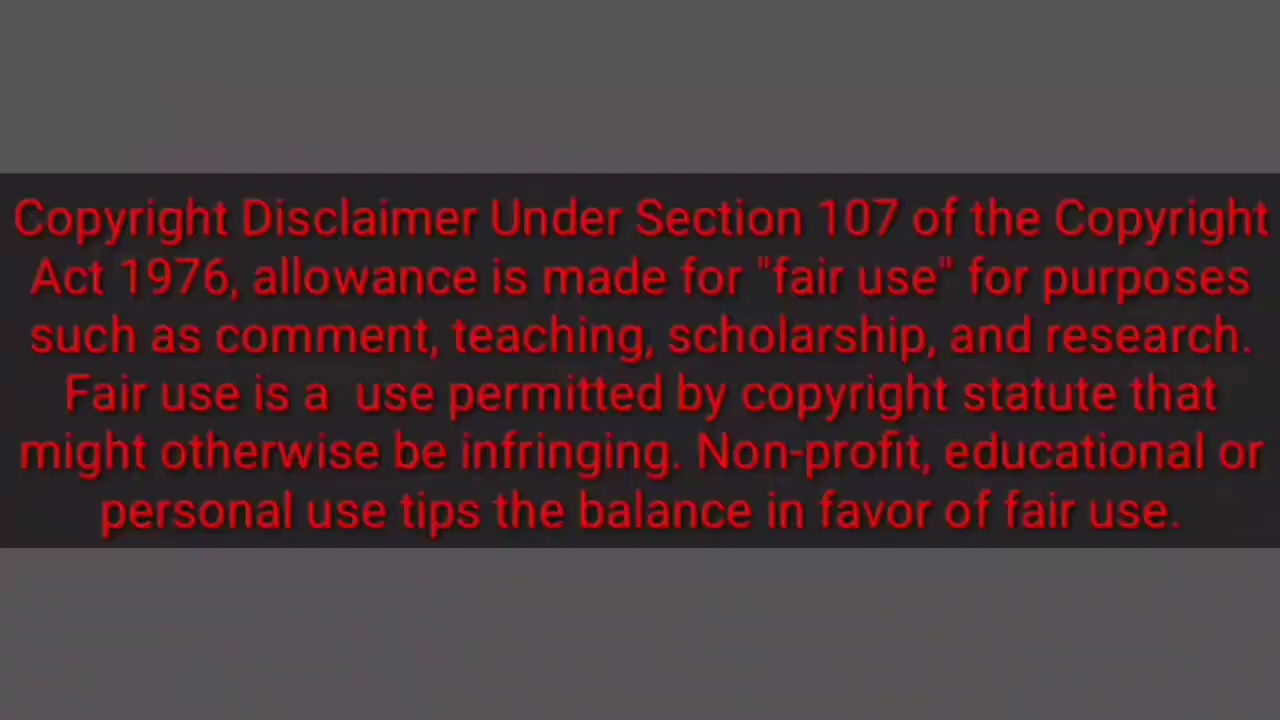 Copyright Disclaimer Under Section 107 of the Copyright
Act 1976, allowance is made for "fair use" for purposes
such as comment, teaching, scholarship, and research.
Fair use is a  use permitted by copyright statute that
might otherwise be infringing. Non-profit, educational or
personal use tips the balance in favor of fair use.